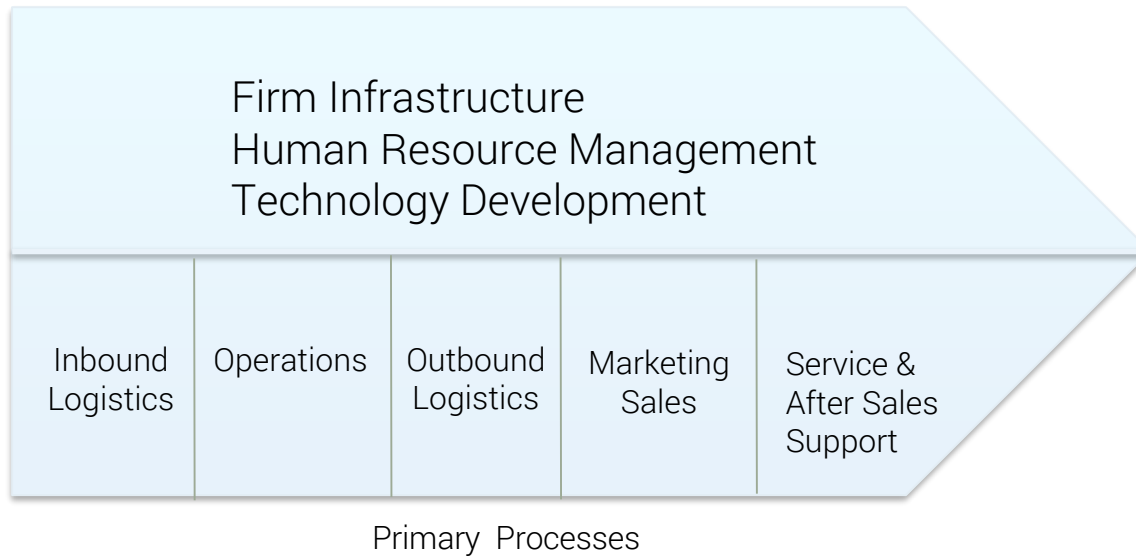 Firm Infrastructure
Human Resource Management
Technology Development
Inbound
Logistics
Operations
Outbound
Logistics
Marketing
Sales
Service &
After Sales
Support
Primary Processes